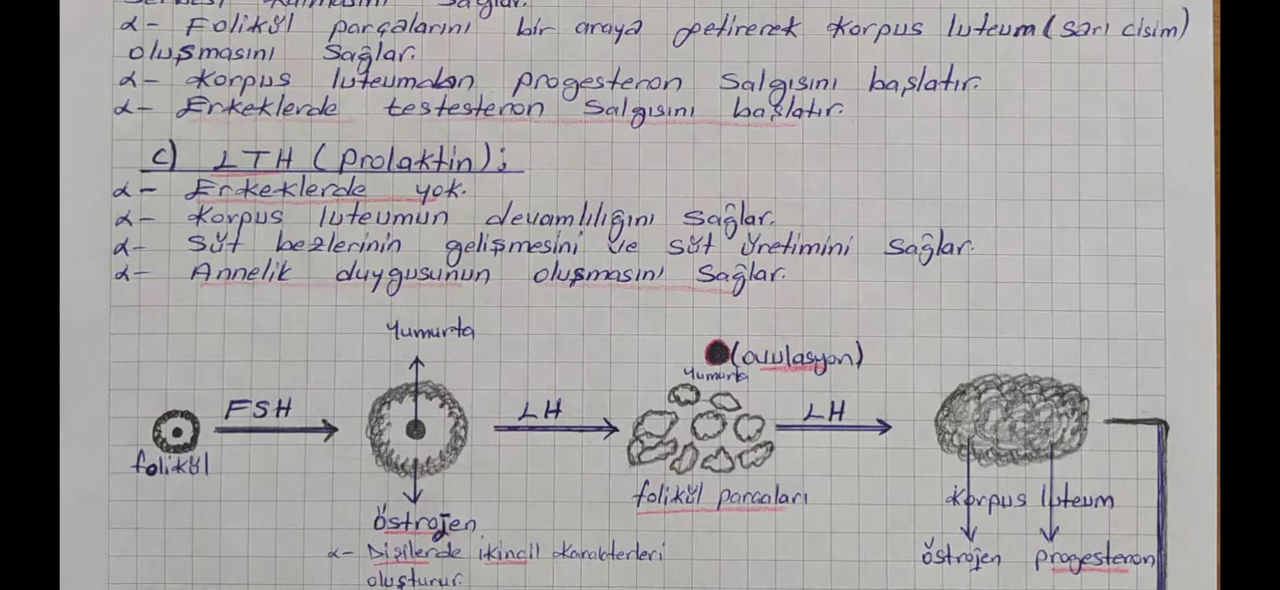 sağlar.
α- Folikül parçalarını bir araya getirerek Korpus luteum (sarı cisim)
oluşmasını sağlar.
α- Korpus luteumdan progesteron salgısını başlatır.
α- Erkeklerde testesteron salgısını başlatır.
c) LTH (Prolaktin);
α- Erkeklerde yok.
α- Korpus luteumun devamlılığını sağlar.
α- Süt bezlerinin gelişmesini ve süt üretimini sağlar.
α- Annelik duygusunun oluşmasını sağlar.
Yumurta
(ovulasyon)
Yumurta
FSH
LH
LH
folikül
folikül parçaları
Korpus luteum
östrojen
α- Dişilerde ikincil karakterleri
oluşturur.
östrojen
progesteron